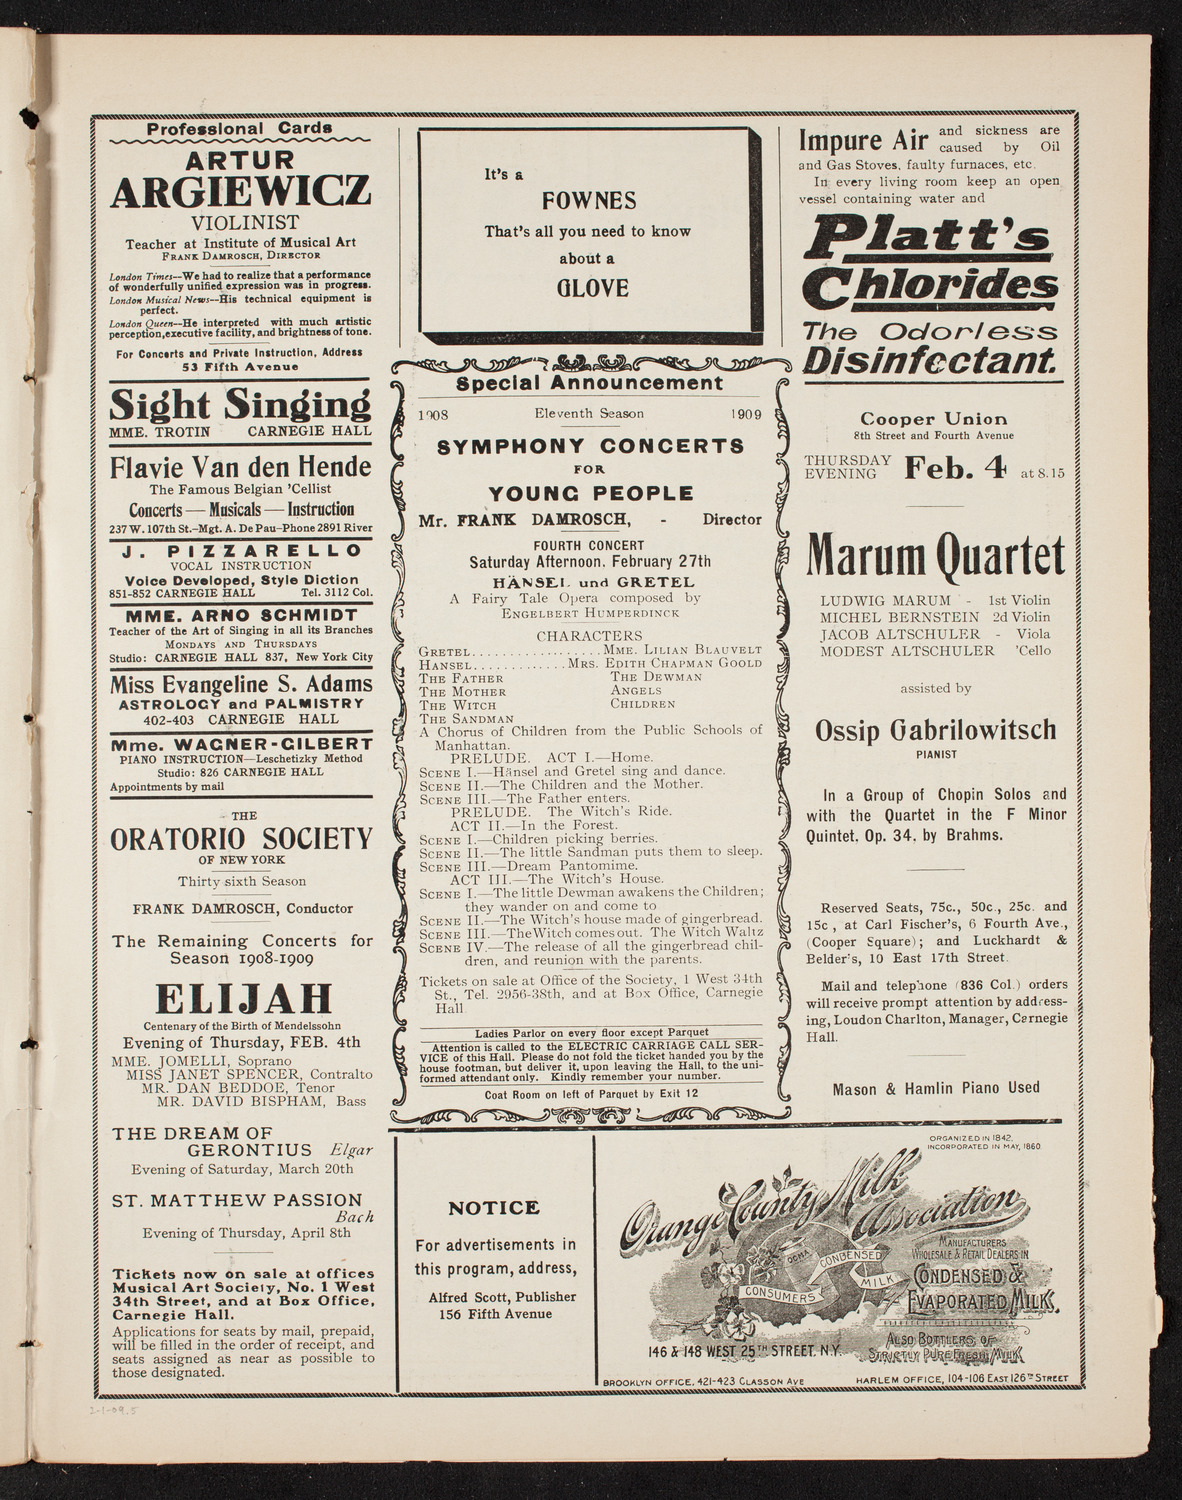 Professional Cards
ARTUR
ARGIEWICZ
VIOLINIST
Teacher at Institute of Musical Art
FRANK DAMROSCH, DIRECTOR
London Times--We had to realize that a performance
of wonderfully unified expression was in progress.
London Musical News--His technical equipment is
perfect.
London Queen--He interpreted with much artistic
perception,executive facility, and brightness of tone.
For Concerts and Private Instruction, Address
53 Fifth Avenue
Sight Singing
MME. TROTIN CARNEGIE HALL
Flavie Van den Hende
The Famous Belgian 'Cellist
Concerts — Musicals — Instruction
237 W. 107th St.–Mgt. A. De Pau–Phone 2891 River
J. PIZZARELLO
VOCAL INSTRUCTION
Voice Developed, Style Diction
851-852 CARNEGIE HALL Tel. 3112 Col.
MME. ARNO SCHMIDT
Teacher of the Art of Singing in all its Branches
MONDAYS AND THURSDAYS
Studio: CARNEGIE HALL 837, New York City
Miss Evangeline S. Adams
ASTROLOGY and PALMISTRY
402-403 CARNEGIE HALL
Mme. WAGNER-GILBERT
PIANO INSTRUCTION—Leschetizky Method
Studio: 826 CARNEGIE HALL
Appointments by mail
THE
ORATORIO SOCIETY
OF NEW YORK
Thirty-sixth Season
FRANK DAMROSCH, Conductor
The Remaining Concerts for
Season 1908-1909
ELIJAH
Centenary of the Birth of Mendelssohn
Evening of Thursday, FEB. 4th
MME. JOMELLI, Soprano
MISS JANET SPENCER, Contralto
MR. DAN BEDDOE, Tenor
MR. DAVID BISPHAM, Bass
THE DREAM OF
GERONTIUS Elgar
Evening of Saturday, March 20th
ST. MATTHEW PASSION
Bach
Evening of Thursday, April 8th
Tickets now on sale at offices
Musical Art Society, No. 1 West
34th Street, and at Box Office,
Carnegie Hall.
Applications for seats by mail, prepaid,
will be filled in the order of receipt, and
seats assigned as near as possible to
those designated.
It's a
FOWNES
That's all you need to know
about a
GLOVE
Special Announcement
1908 Eleventh Season 1909
SYMPHONY CONCERTS
FOR
YOUNG PEOPLE
Mr. FRANK DAMROSCH, - Director
FOURTH CONCERT
Saturday Afternoon, February 27th
HÄNSEL und GRETEL
A Fairy Tale Opera composed by
ENGELBERT HUMPERDINCK
CHARACTERS
GRETEL.................MME. LILIAN BLAUVELT
HANSEL............MRS. EDITH CHAPMAN GOOLD
THE FATHER THE DEWMAN
THE MOTHER ANGELS
THE WITCH CHILDREN
THE SANDMAN
A Chorus of Children from the Public Schools of
Manhattan.
PRELUDE. ACT I.—Home.
SCENE I.—Hänsel and Gretel sing and dance.
SCENE II.—The Children and the Mother.
SCENE III.—The Father enters.
PRELUDE. The Witch's Ride.
ACT II.—In the Forest.
SCENE I.—Children picking berries.
SCENE II.—The little Sandman puts them to sleep.
SCENE III.—Dream Pantomime.
ACT III.—The Witch's House.
SCENE I.—The little Dewman awakens the Children;
they wander on and come to
SCENE II.—The Witch's house made of gingerbread.
SCENE III.—The Witch comes out. The Witch Waltz
SCENE IV.—The release of all the gingerbread chil-
dren, and reunion with the parents.
Tickets on sale at Office of the Society, 1 West 34th
St., Tel. 2956-38th, and at Box Office, Carnegie
Hall
Ladies Parlor on every floor except Parquet
Attention is called to the ELECTRIC CARRIAGE CALL SER-
VICE of this Hall. Please do not fold the ticket handed you by the
house footman, but deliver it, upon leaving the Hall, to the uni-
formed attendant only. Kindly remember your number.
Coat Room on left of Parquet by Exit 12
Impure Air and sickness are
caused by Oil
and Gas Stoves, faulty furnaces, etc.
In every living room keep an open
vessel containing water and
Platt's
Chlorides
The Odorless
Disinfectant.
Cooper Union
8th Street and Fourth Avenue
THURSDAY
EVENING Feb. 4 at 8.15
Marum Quartet
LUDWIG MARUM - 1st Violin
MICHEL BERNSTEIN 2d Violin
JACOB ALTSCHULER - Viola
MODEST ALTSCHULER 'Cello
assisted by
Ossip Gabrilowitsch
PIANIST
In a Group of Chopin Solos and
with the Quartet in the F Minor
Quintet, Op. 34, by Brahms.
Reserved Seats, 75c., 50c., 25c. and
15c., at Carl Fischer's, 6 Fourth Ave.,
(Cooper Square); and Luckhardt &
Belder's, 10 East 17th Street.
Mail and telephone (836 Col.) orders
will receive prompt attention by address-
ing, Loudon Charlton, Manager, Carnegie
Hall.
Mason & Hamlin Piano Used
NOTICE
For advertisements in
this program, address,
Alfred Scott, Publisher
156 Fifth Avenue
ORGANIZED IN 1842,
INCORPORATED IN MAY, 1860.
Orange County Milk
Association
OCMA
CONSUMERS CONDENSED MILK
MANUFACTURERS
WHOLESALE & RETAIL DEALERS IN
CONDENSED &
EVAPORATED MILK.
ALSO BOTTLERS OF
STRICTLY PURE FRESH MILK
146 & 148 WEST 25TH STREET, N.Y.
BROOKLYN OFFICE, 421-423 CLASSON AVE HARLEM OFFICE, 104-106 EAST 126TH STREET
2-1-09.5